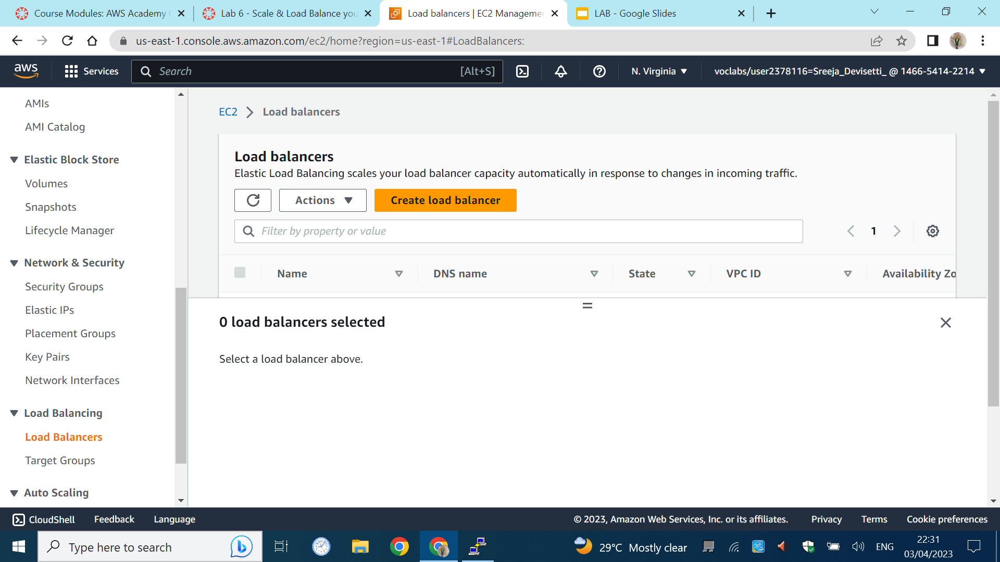 Course Modules: AWS Academy
Lab 6 - Scale & Load Balance you
Load balancers | EC2 Managemen
LAB - Google Slides
us-east-1.console.aws.amazon.com/ec2/home?region=us-east-1#LoadBalancers:
aws
Services
Search
[Alt+S]
N. Virginia
voclabs/user2378116=Sreeja_Devisetti_ @ 1466-5414-2214
AMIs
AMI Catalog
Elastic Block Store
Volumes
Snapshots
Lifecycle Manager
Network & Security
Security Groups
Elastic IPs
Placement Groups
Key Pairs
Network Interfaces
Load Balancing
Load Balancers
Target Groups
Auto Scaling
EC2 > Load balancers
Load balancers
Elastic Load Balancing scales your load balancer capacity automatically in response to changes in incoming traffic.
Actions
Create load balancer
Filter by property or value
1
Name
DNS name
State
VPC ID
Availability Zo
0 load balancers selected
Select a load balancer above.
CloudShell
Feedback
Language
© 2023, Amazon Web Services, Inc. or its affiliates.
Privacy
Terms
Cookie preferences
Type here to search
29°C Mostly clear
ENG
22:31
03/04/2023